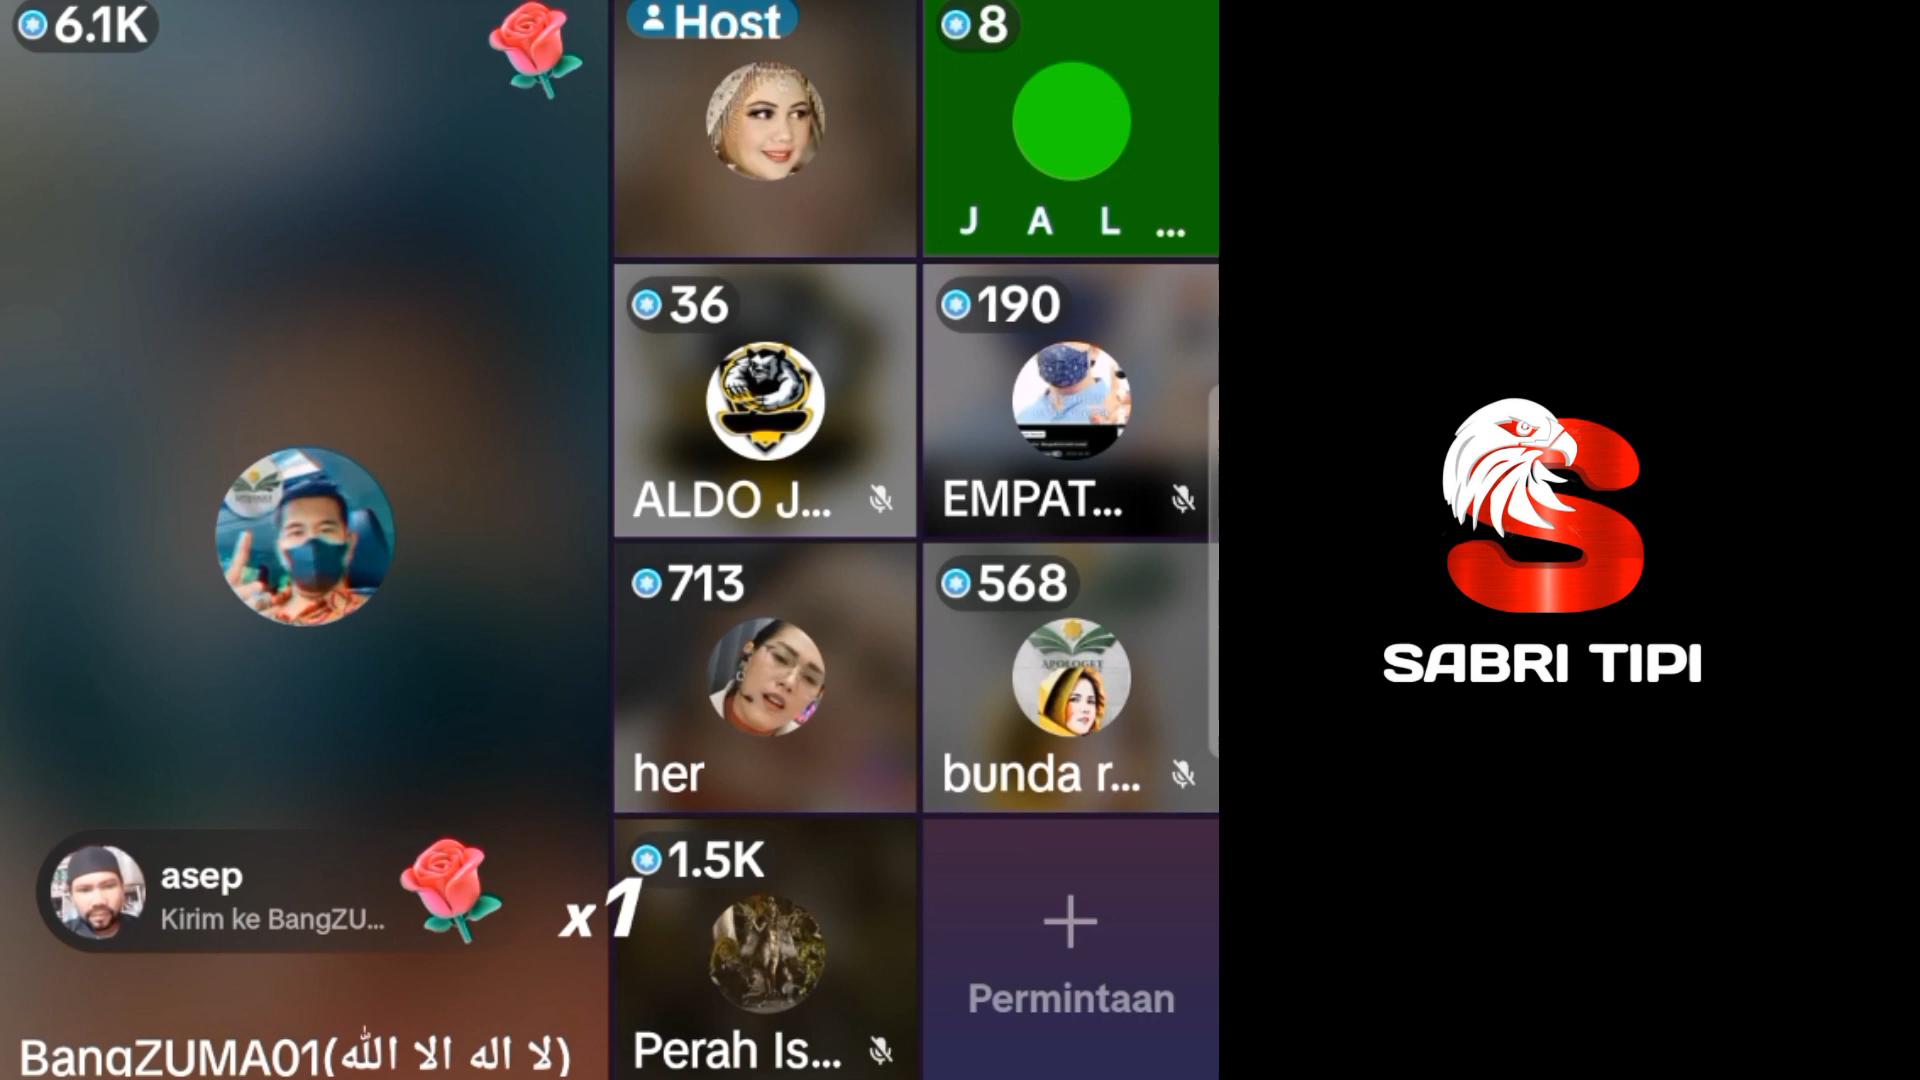 6.1K
Host
8
J A L ...
36
ALDO J...
190
EMPAT...
713
her
568
APOLOGET
bunda r...
asep
Kirim ke BangZU...
x1
1.5K
Perah Is...
Permintaan
BangZUMA01(لا اله الا الله)
SABRI TIPI